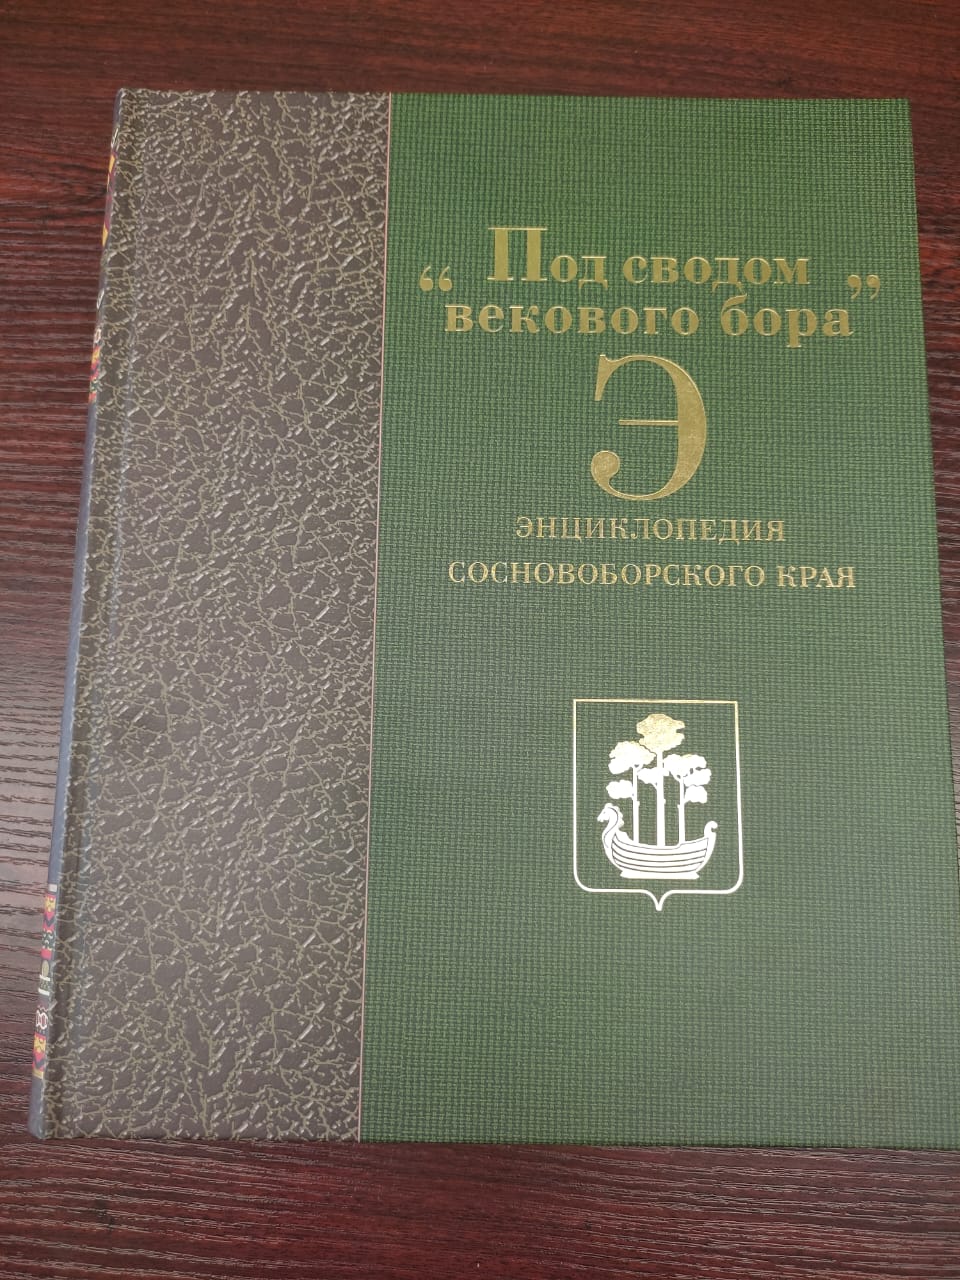 “Под сводом
векового бора”
Э
ЭНЦИКЛОПЕДИЯ
СОСНОВОБОРСКОГО КРАЯ